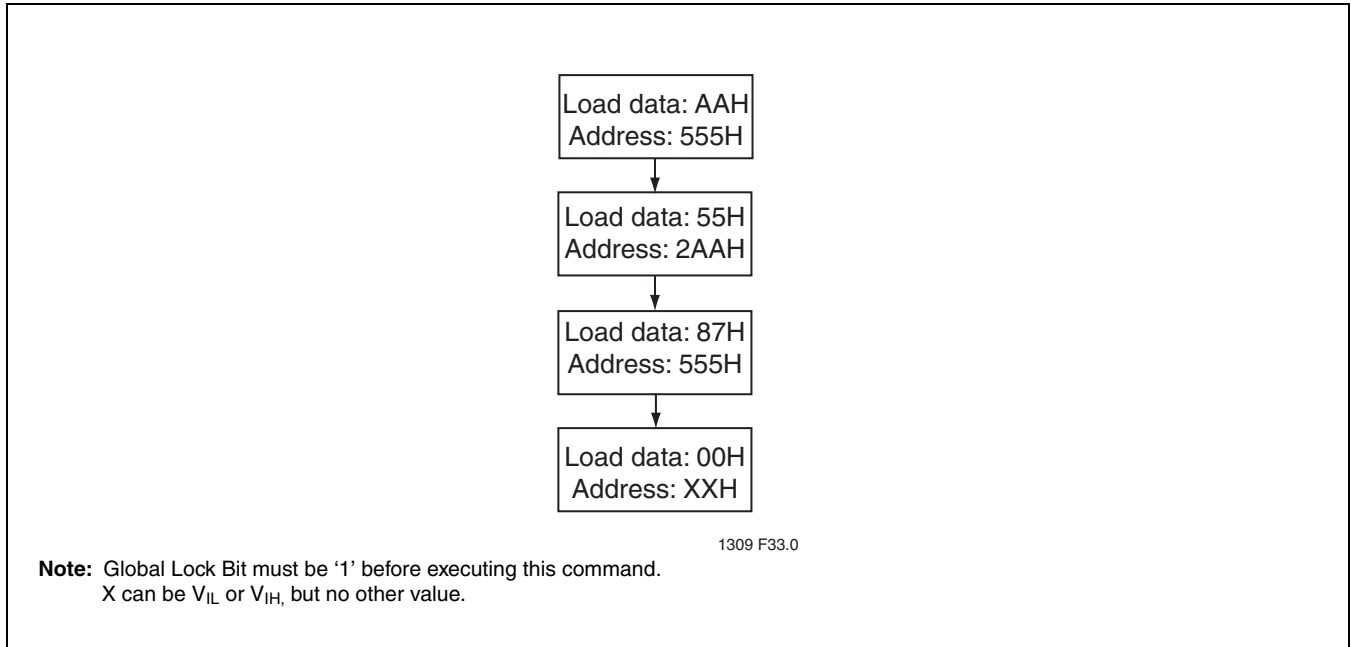 Load data: AAH
Address: 555H
Load data: 55H
Address: 2AAH
Load data: 87H
Address: 555H
Load data: 00H
Address: XXH
1309 F33.0
Note: Global Lock Bit must be ‘1’ before executing this command.
X can be VIL or VIH, but no other value.